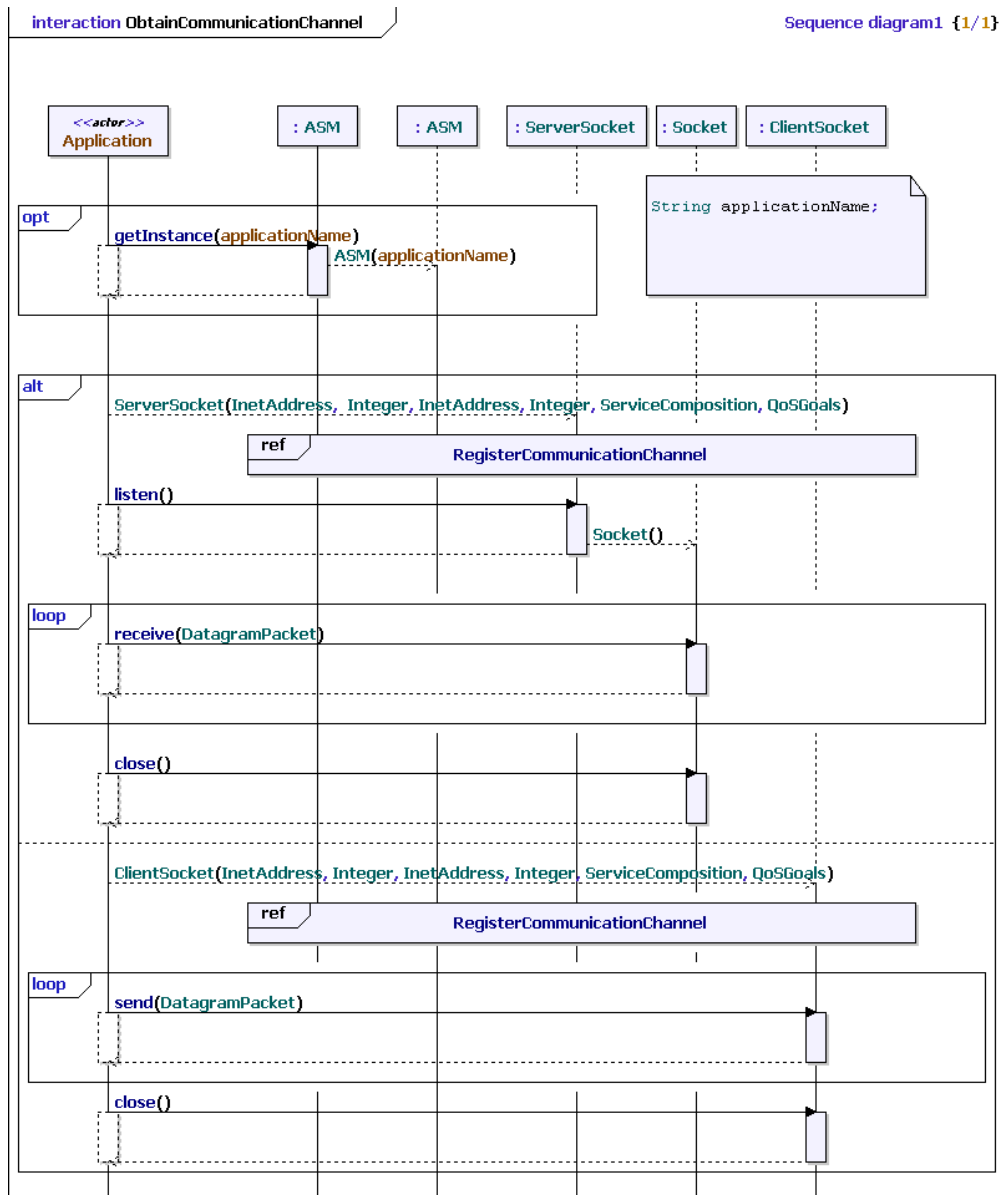 interaction ObtainCommunicationChannel
Sequence diagram1 {1/1}
<<actor>>
Application
: ASM
: ASM
: ServerSocket
: Socket
: ClientSocket
String applicationName;
opt
getInstance(applicationName)
ASM(applicationName)
alt
ServerSocket(InetAddress, Integer, InetAddress, Integer, ServiceComposition, QoSGoals)
ref
RegisterCommunicationChannel
listen()
Socket()
loop
receive(DatagramPacket)
close()
ClientSocket(InetAddress, Integer, InetAddress, Integer, ServiceComposition, QoSGoals)
ref
RegisterCommunicationChannel
loop
send(DatagramPacket)
close()